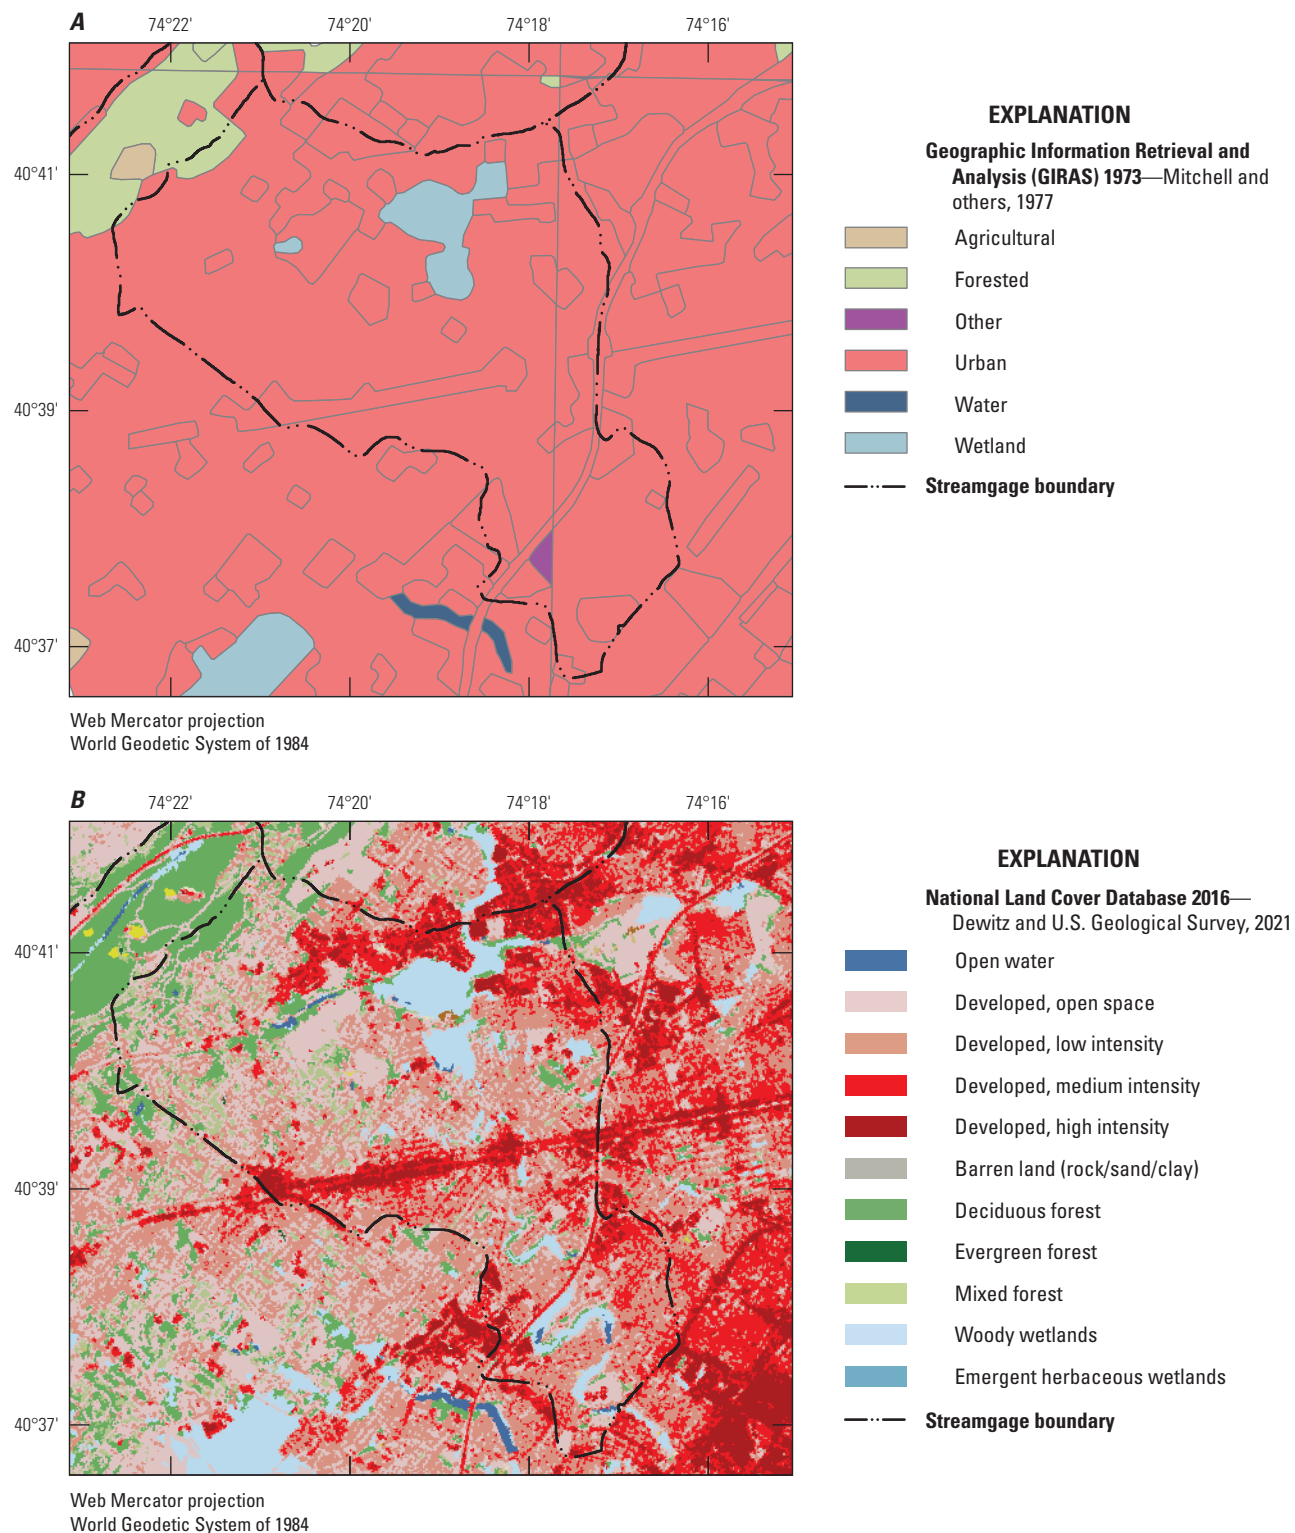 A
74°22'
74°20'
74°18'
74°16'
40°41'
40°39'
40°37'
Web Mercator projection
World Geodetic System of 1984
EXPLANATION
Geographic Information Retrieval and
Analysis (GIRAS) 1973—Mitchell and
others, 1977
Agricultural
Forested
Other
Urban
Water
Wetland
Streamgage boundary
B
74°22'
74°20'
74°18'
74°16'
40°41'
40°39'
40°37'
Web Mercator projection
World Geodetic System of 1984
EXPLANATION
National Land Cover Database 2016—
Dewitz and U.S. Geological Survey, 2021
Open water
Developed, open space
Developed, low intensity
Developed, medium intensity
Developed, high intensity
Barren land (rock/sand/clay)
Deciduous forest
Evergreen forest
Mixed forest
Woody wetlands
Emergent herbaceous wetlands
Streamgage boundary